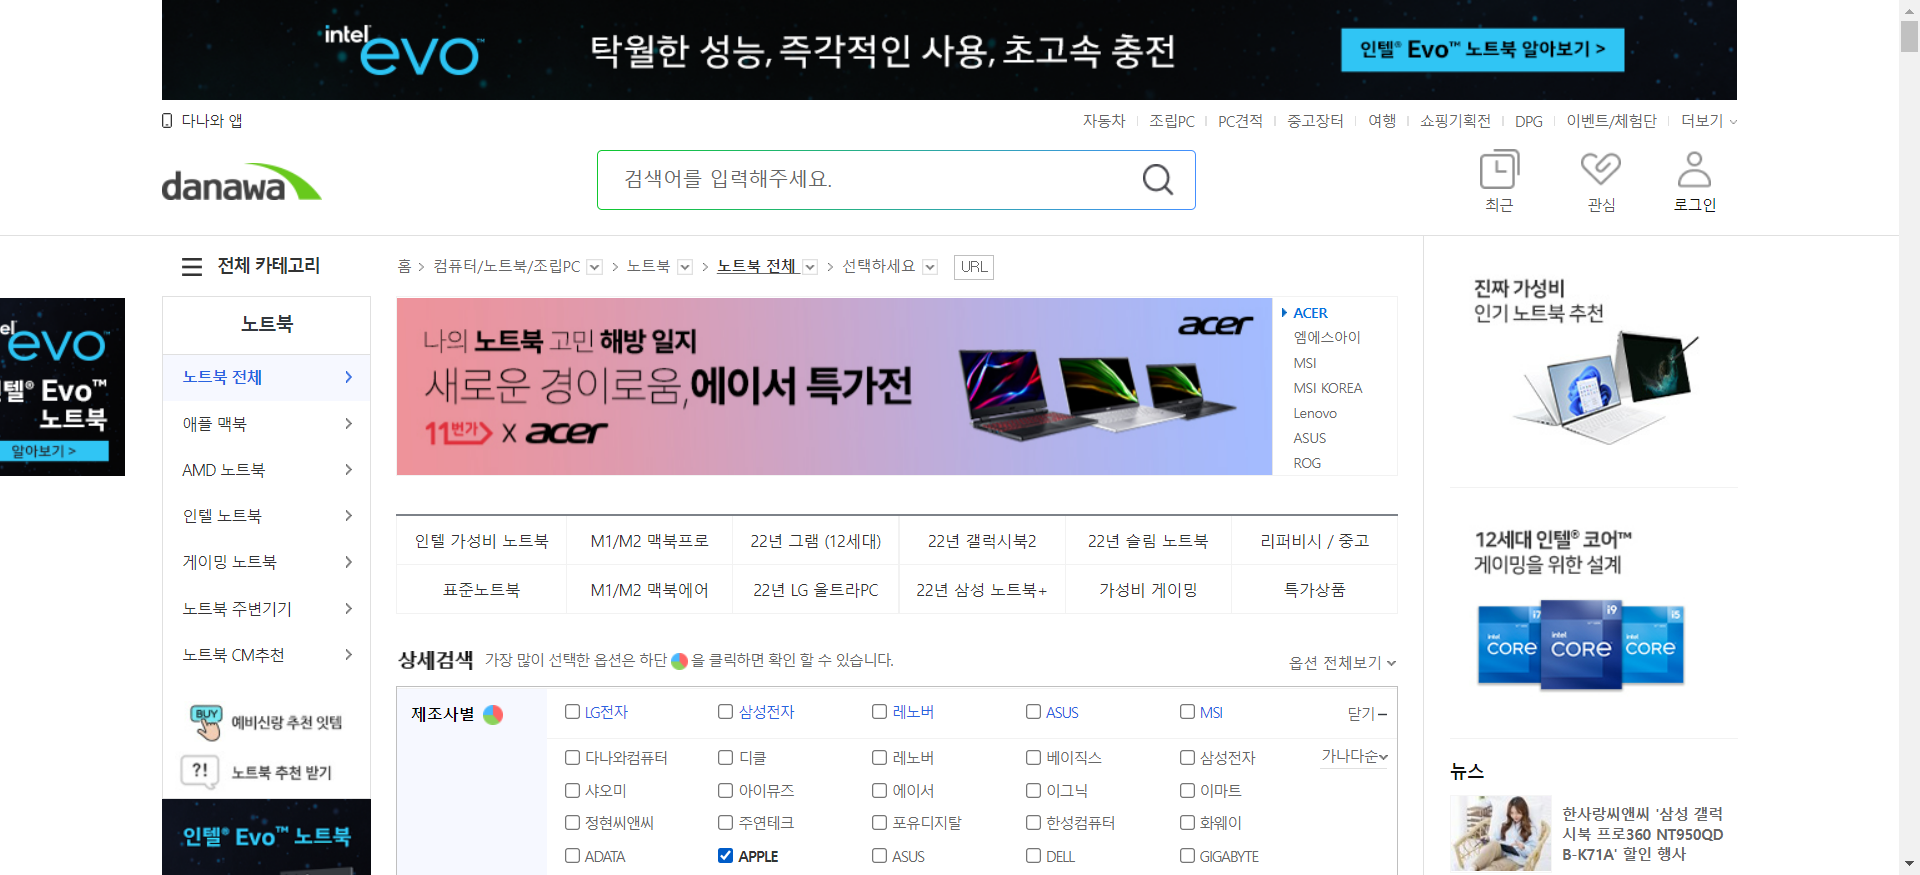 intel evo™ 탁월한 성능, 즉각적인 사용, 초고속 충전 인텔® Evo™ 노트북 알아보기 >
다나와 앱 자동차 조립PC PC견적 중고장터 여행 쇼핑기획전 DPG 이벤트/체험단 더보기
danawa 검색어를 입력해주세요. 최근 관심 로그인
전체 카테고리 홈 > 컴퓨터/노트북/조립PC > 노트북 > 노트북 전체 > 선택하세요 URL
evo™
Evo™
노트북
알아보기 >
노트북
노트북 전체
애플 맥북
AMD 노트북
인텔 노트북
게이밍 노트북
노트북 주변기기
노트북 CM추천
BUY 예비신랑 추천 잇템
?! 노트북 추천 받기
인텔® Evo™ 노트북
나의 노트북 고민 해방 일지
새로운 경이로움, 에이서 특가전
11번가 X acer
acer
ACER
엠에스아이
MSI
MSI KOREA
Lenovo
ASUS
ROG
인텔 가성비 노트북 M1/M2 맥북프로 22년 그램 (12세대) 22년 갤럭시북2 22년 슬림 노트북 리퍼비시 / 중고
표준노트북 M1/M2 맥북에어 22년 LG 울트라PC 22년 삼성 노트북+ 가성비 게이밍 특가상품
상세검색 가장 많이 선택한 옵션은 하단 을 클릭하면 확인 할 수 있습니다. 옵션 전체보기
제조사별 LG전자 삼성전자 레노버 ASUS MSI 닫기
다나와컴퓨터 디클 레노버 베이직스 삼성전자 가나다순
샤오미 아이뮤즈 에이서 이그닉 이마트
정현씨앤씨 주연테크 포유디지탈 한성컴퓨터 화웨이
ADATA APPLE ASUS DELL GIGABYTE
진짜 가성비
인기 노트북 추천
12세대 인텔® 코어™
게이밍을 위한 설계
i7 i9 i5
intel CORE intel CORE intel CORE
뉴스
한사랑씨앤씨 '삼성 갤럭
시북 프로360 NT950QD
B-K71A' 할인 행사